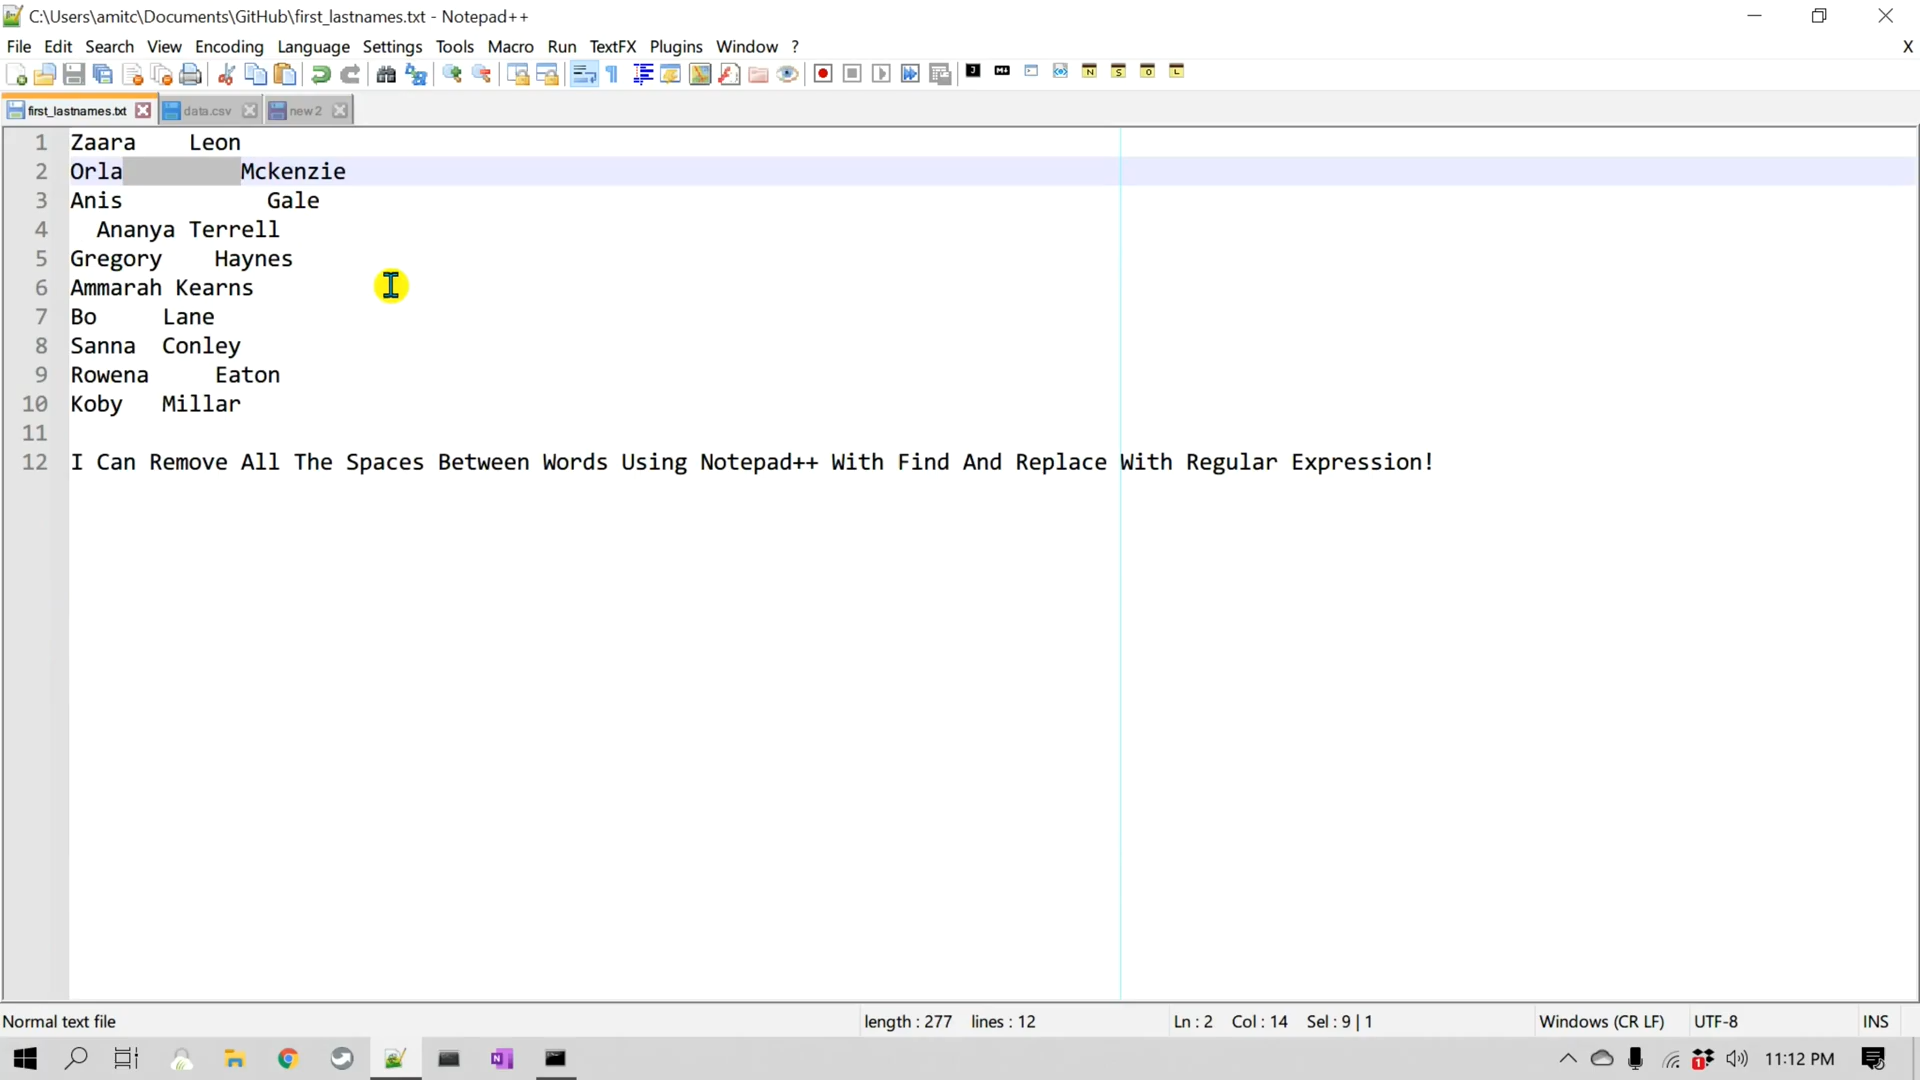 C:\Users\amitc\Documents\GitHub\first_lastnames.txt - Notepad++
File Edit Search View Encoding Language Settings Tools Macro Run TextFX Plugins Window ? X
first_lastnames.txt data.csv new 2
1 Zaara    Leon
2 Orla         Mckenzie
3 Anis           Gale
4   Ananya Terrell
5 Gregory    Haynes
6 Ammarah Kearns
7 Bo     Lane
8 Sanna  Conley
9 Rowena     Eaton
10 Koby   Millar
11
12 I Can Remove All The Spaces Between Words Using Notepad++ With Find And Replace With Regular Expression!
Normal text file length : 277 lines : 12 Ln : 2 Col : 14 Sel : 9 | 1 Windows (CR LF) UTF-8 INS
11:12 PM